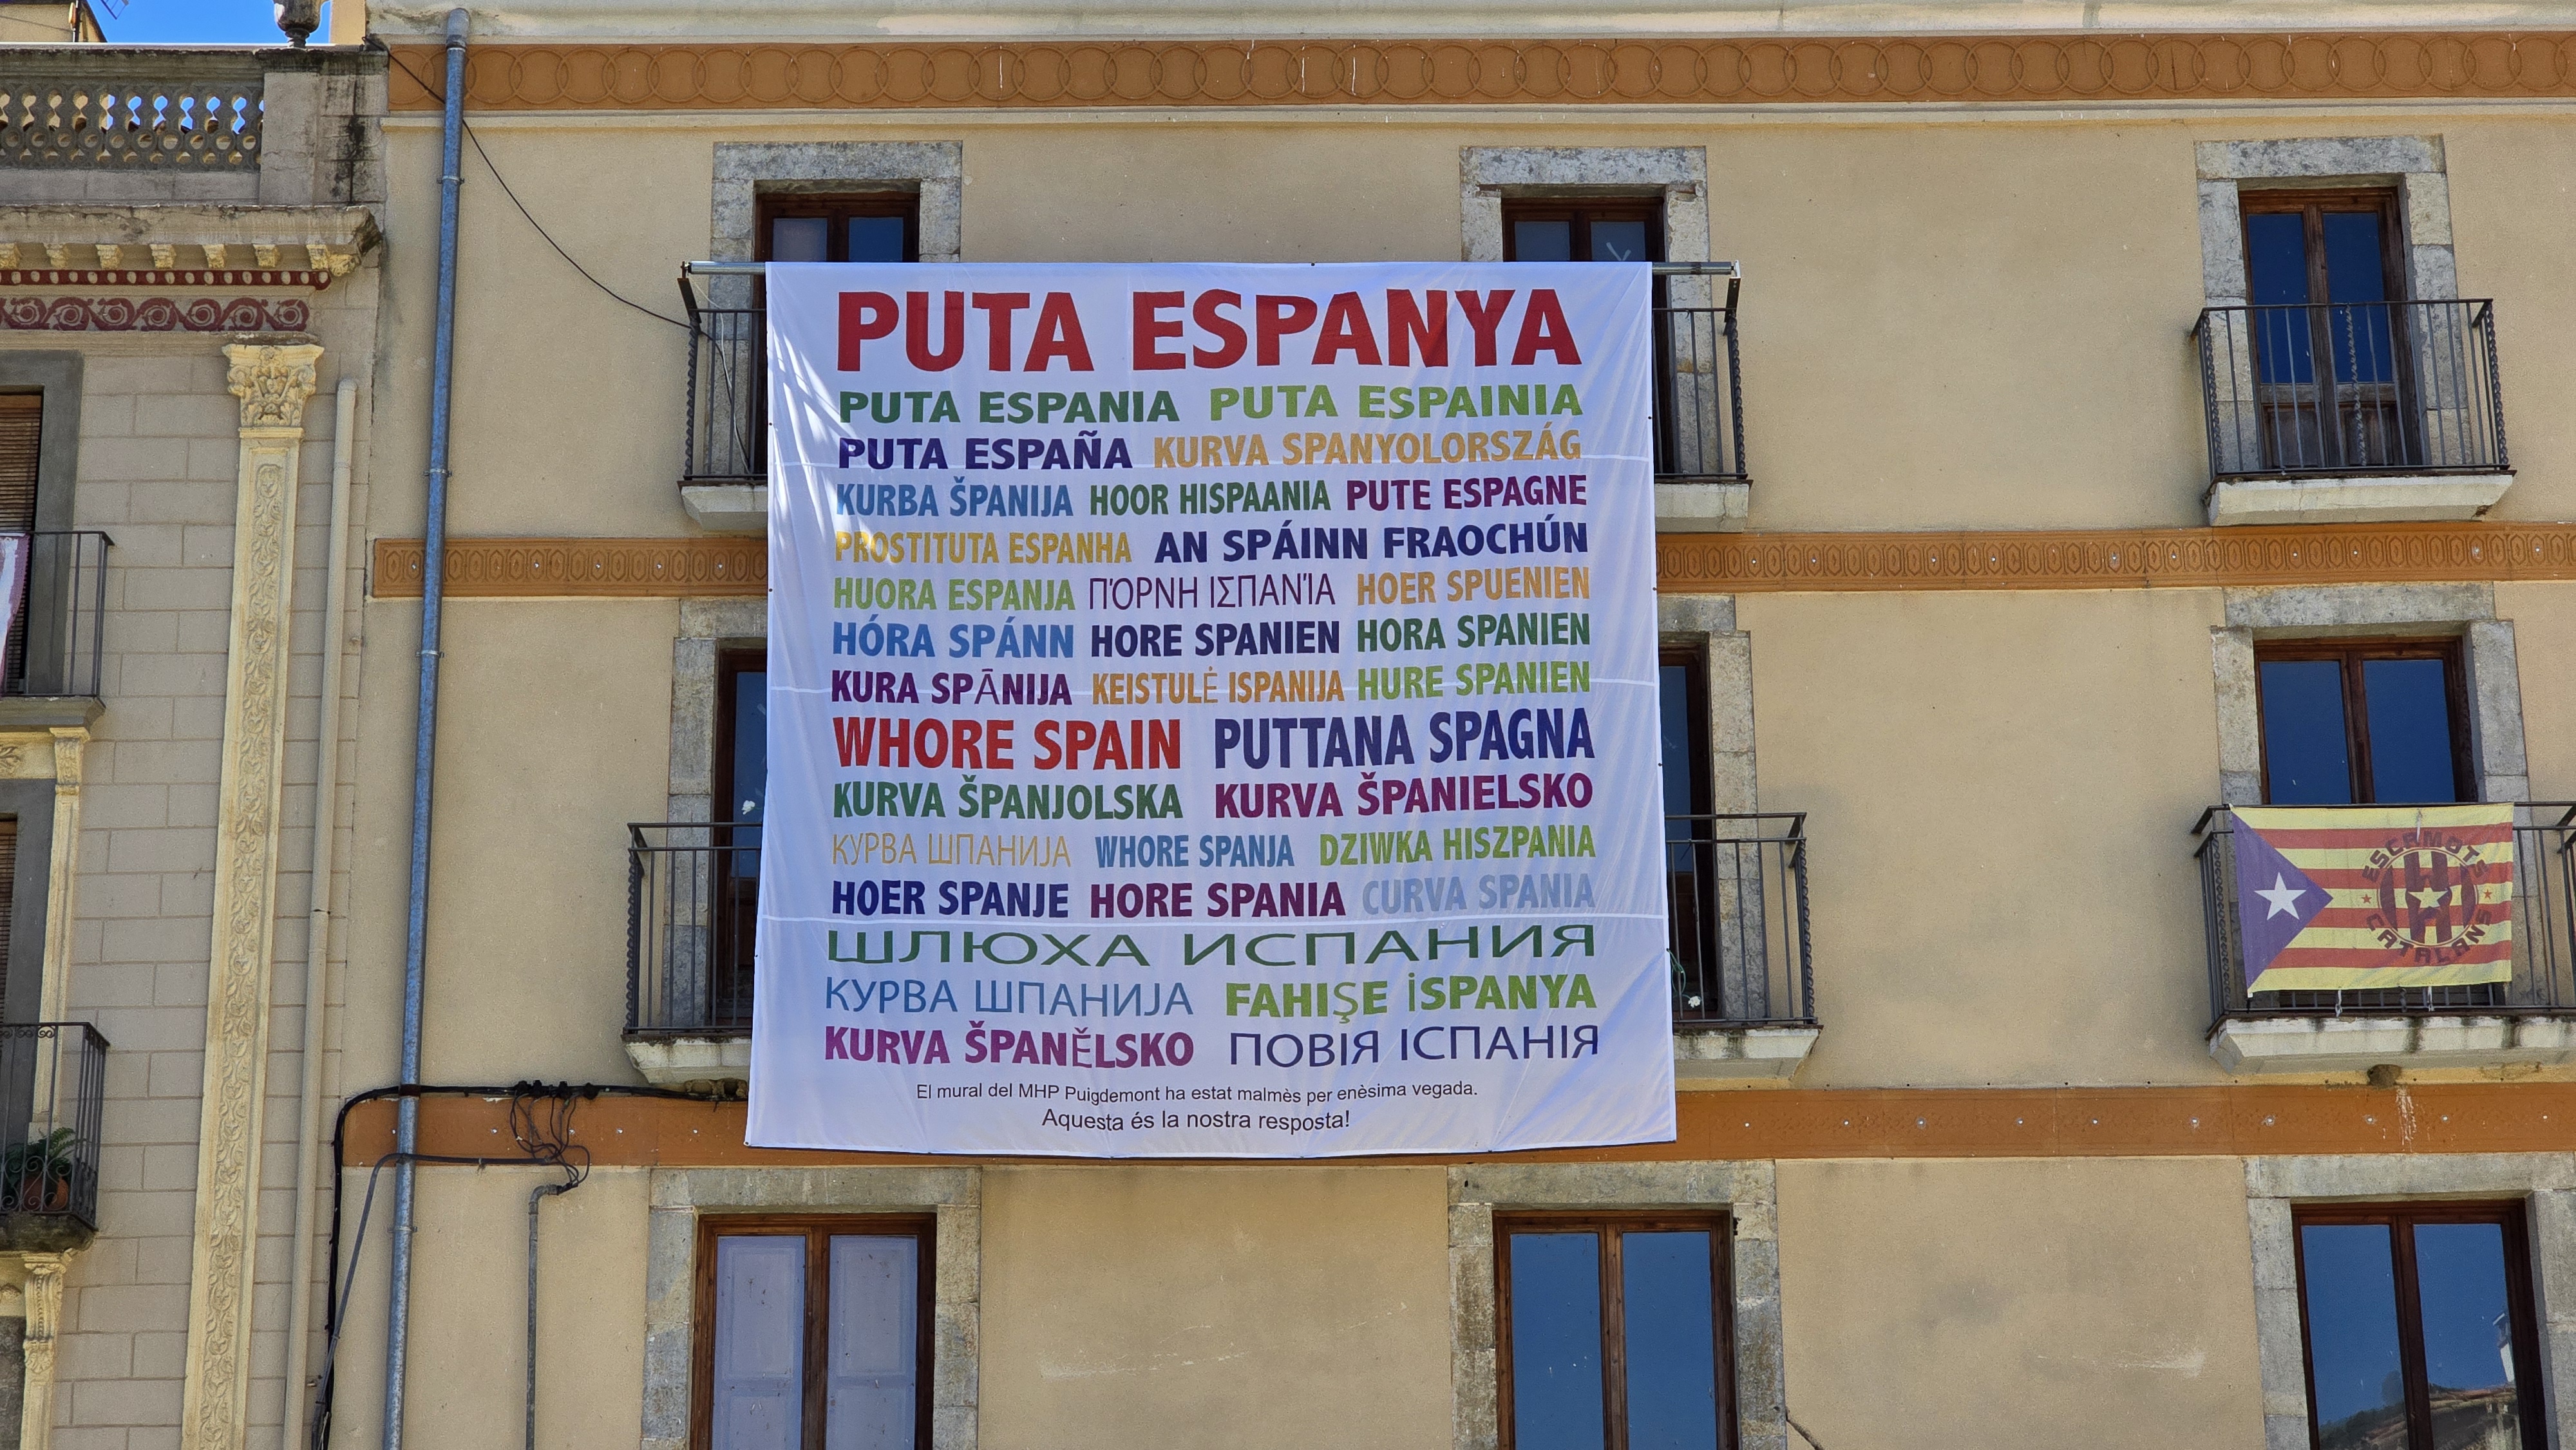 PUTA ESPANYA
PUTA ESPANIA PUTA ESPAINIA
PUTA ESPAÑA KURVA SPANYOLORSZÁG
KURBA ŠPANIJA HOOR HISPAANIA PUTE ESPAGNE
PROSTITUTA ESPANHA AN SPÁINN FRAOCHÚN
HUORA ESPANJA ΠΌΡΝΗ ΙΣΠΑΝΊΑ HOER SPUENIEN
HÓRA SPÁNN HORE SPANIEN HORA SPANIEN
KURA SPĀNIJA KEISTULĖ ISPANIJA HURE SPANIEN
WHORE SPAIN PUTTANA SPAGNA
KURVA ŠPANJOLSKA KURVA ŠPANIELSKO
КУРВА ШПАНИЈА WHORE SPANJA DZIWKA HISZPANIA
HOER SPANJE HORE SPANIA CURVA SPANIA
ШЛЮХА ИСПАНИЯ
КУРВА ШПАНИЈА FAHIŞE İSPANYA
KURVA ŠPANĚLSKO ПОВІЯ ІСПАНІЯ
El mural del MHP Puigdemont ha estat malmès per enèsima vegada.
Aquesta és la nostra resposta!
ESCAMOTS
CATALANS